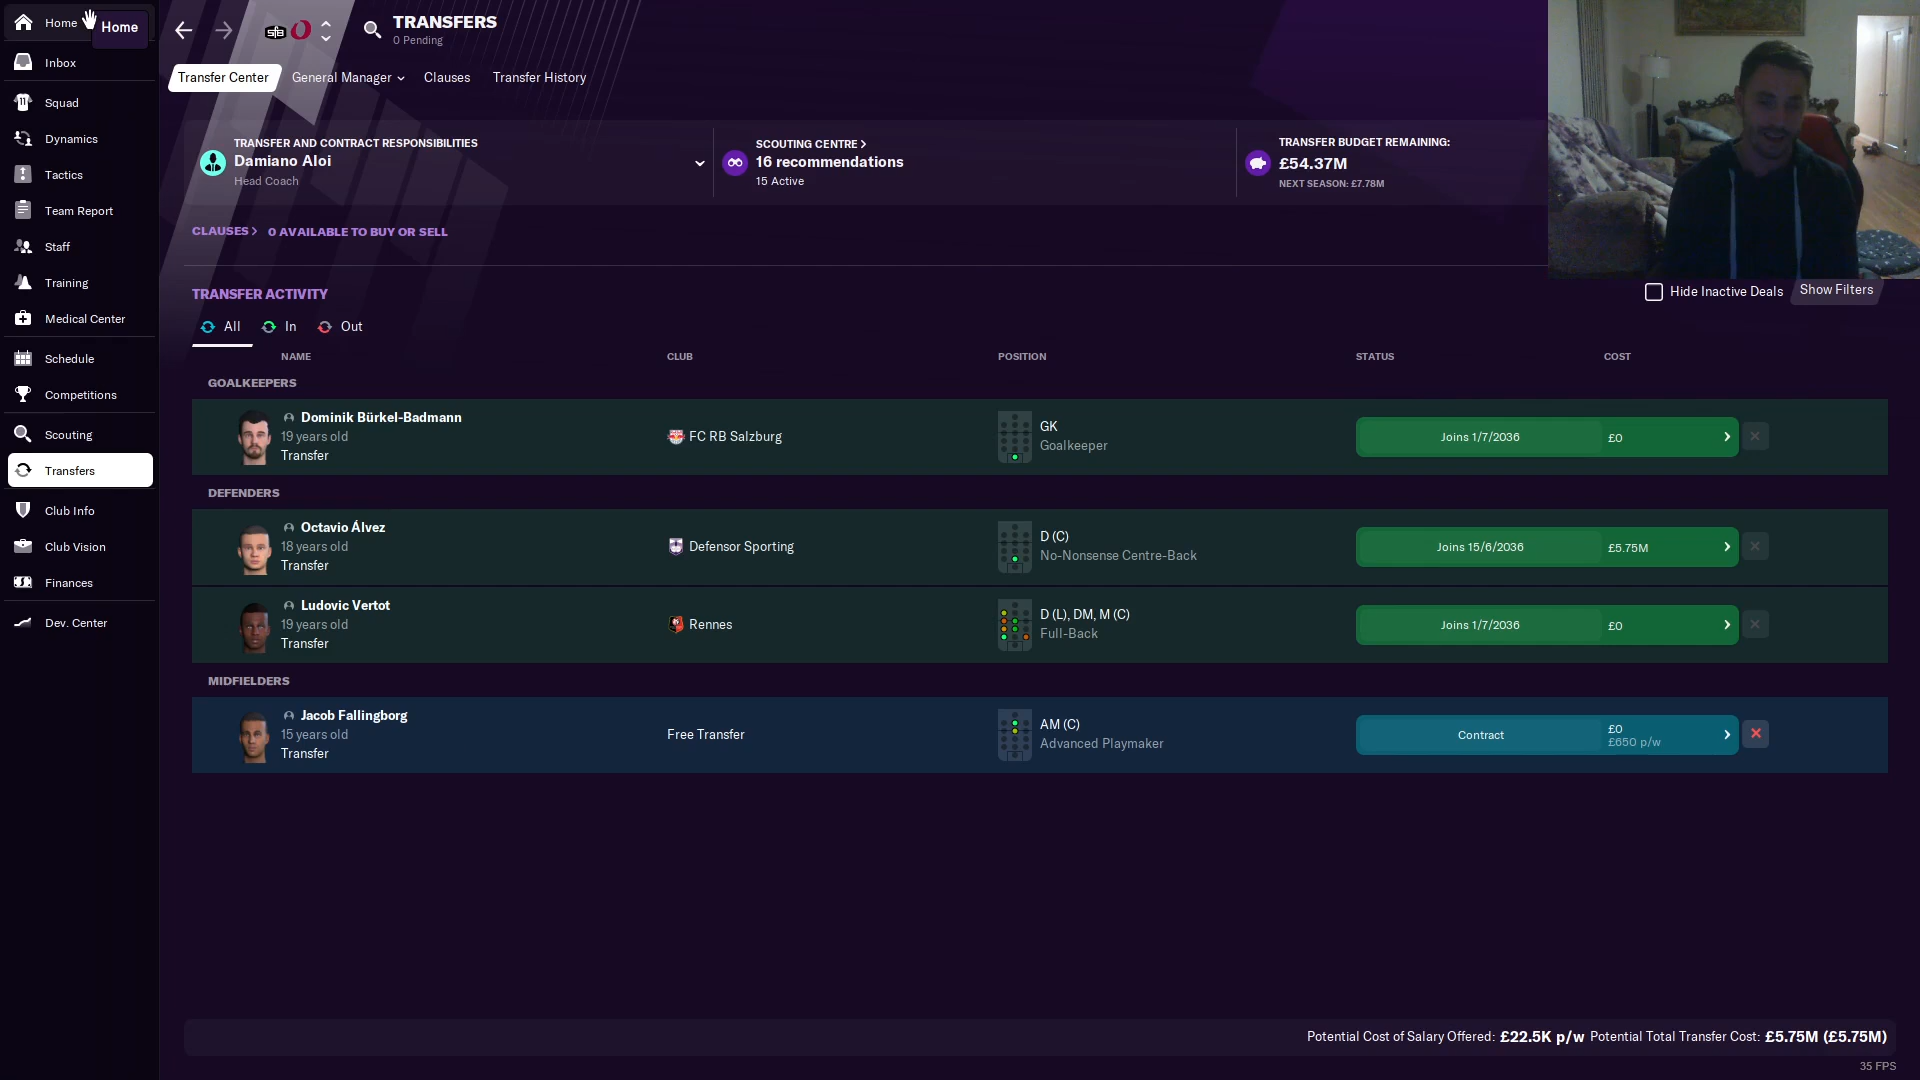 Home
Home
Inbox
Squad
Dynamics
Tactics
Team Report
Staff
Training
Medical Center
Schedule
Competitions
Scouting
Transfers
Club Info
Club Vision
Finances
Dev. Center
TRANSFERS
0 Pending
Transfer Center
General Manager
Clauses
Transfer History
TRANSFER AND CONTRACT RESPONSIBILITIES
Damiano Aloi
Head Coach
SCOUTING CENTRE >
16 recommendations
15 Active
TRANSFER BUDGET REMAINING:
£54.37M
NEXT SEASON: £7.78M
CLAUSES > 0 AVAILABLE TO BUY OR SELL
TRANSFER ACTIVITY
Hide Inactive Deals
Show Filters
All In Out
NAME CLUB POSITION STATUS COST
GOALKEEPERS
Dominik Bürkel-Badmann
19 years old
Transfer
FC RB Salzburg
GK
Goalkeeper
Joins 1/7/2036
£0
DEFENDERS
Octavio Álvez
18 years old
Transfer
Defensor Sporting
D (C)
No-Nonsense Centre-Back
Joins 15/6/2036
£5.75M
Ludovic Vertot
19 years old
Transfer
Rennes
D (L), DM, M (C)
Full-Back
Joins 1/7/2036
£0
MIDFIELDERS
Jacob Fallingborg
15 years old
Transfer
Free Transfer
AM (C)
Advanced Playmaker
Contract
£0
£650 p/w
Potential Cost of Salary Offered: £22.5K p/w Potential Total Transfer Cost: £5.75M (£5.75M)
35 FPS